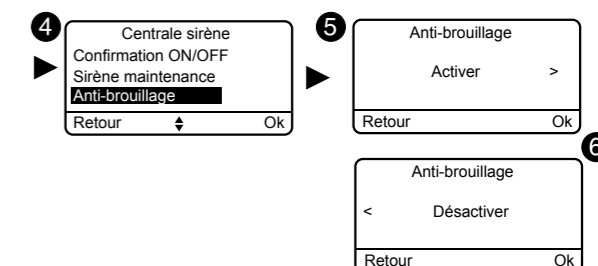 4
Centrale sirène
Confirmation ON/OFF
Sirène maintenance
Anti-brouillage
Retour Ok
5
Anti-brouillage
Activer >
Retour Ok
6
Anti-brouillage
< Désactiver
Retour Ok